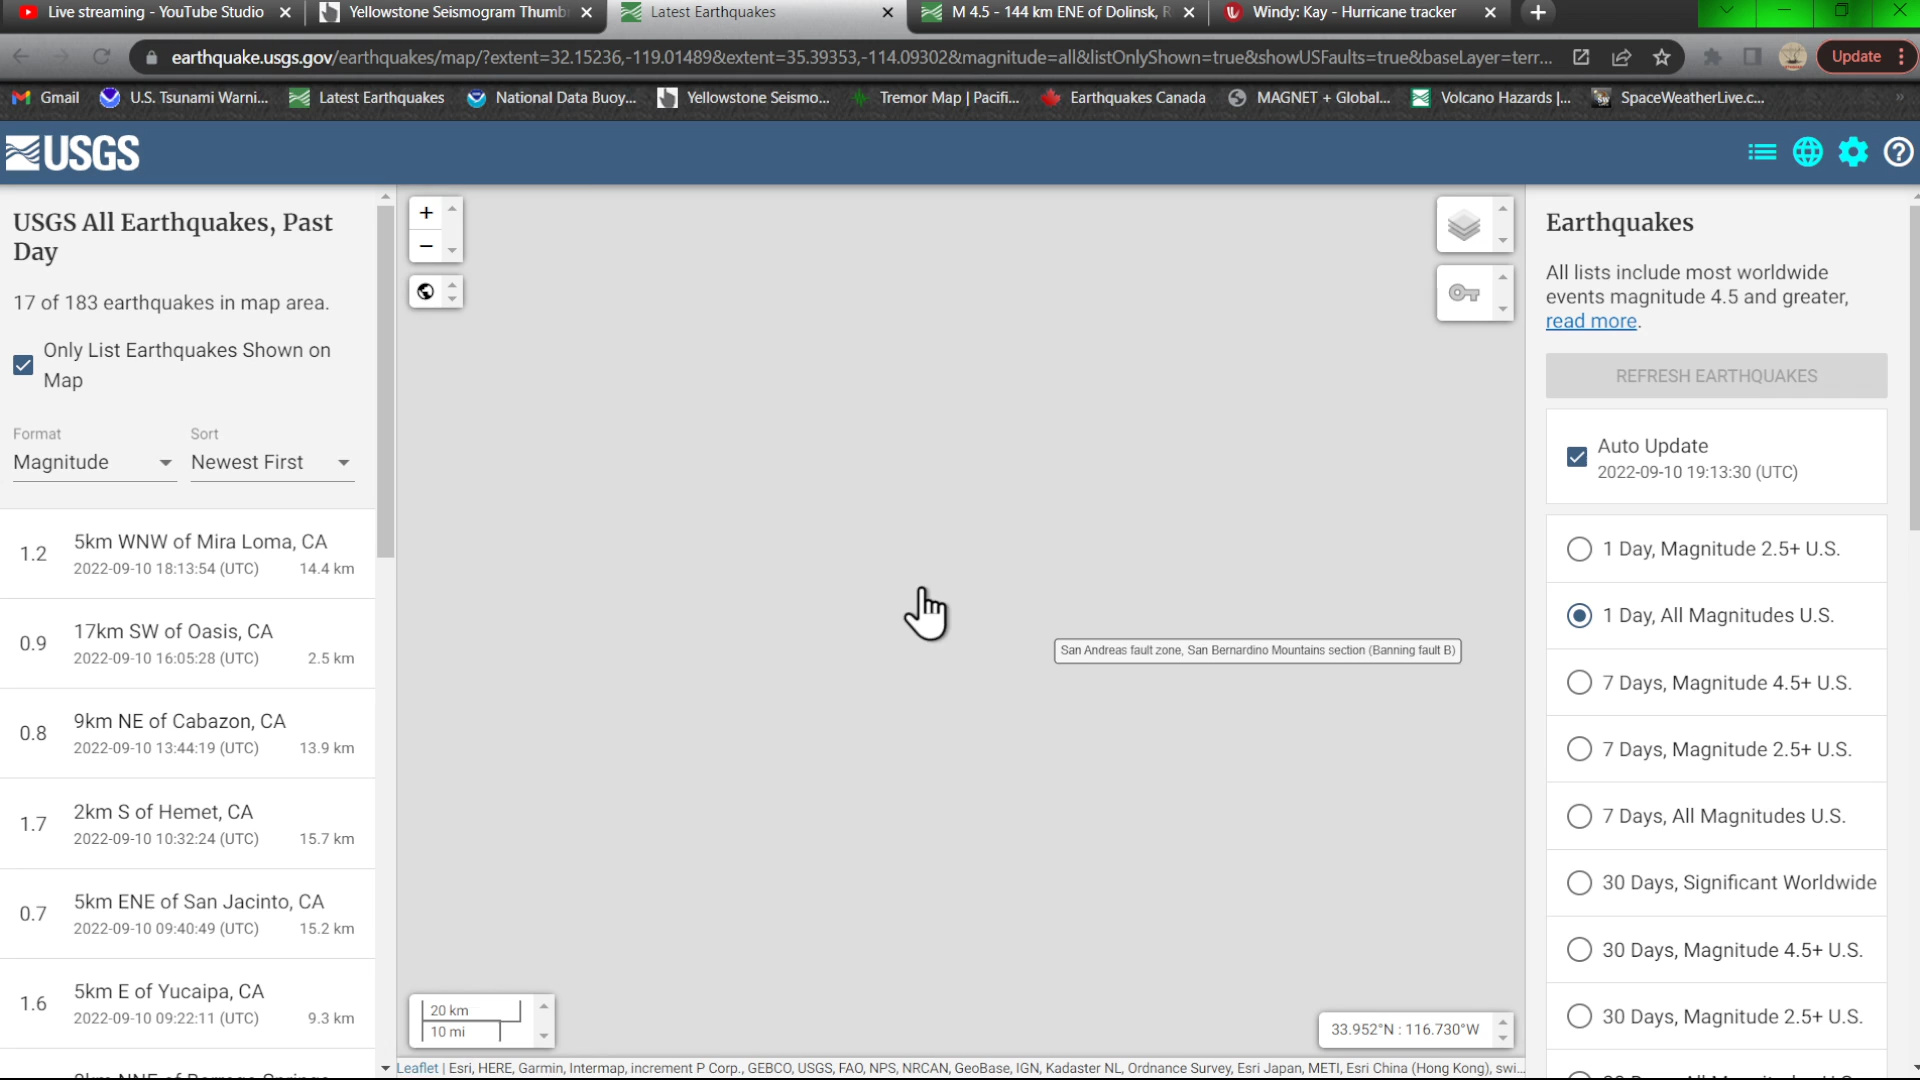 Live streaming - YouTube Studio
Yellowstone Seismogram Thumb
Latest Earthquakes
M 4.5 - 144 km ENE of Dolinsk, R
Windy: Kay - Hurricane tracker
earthquake.usgs.gov/earthquakes/map/?extent=32.15236,-119.01489&extent=35.39353,-114.09302&magnitude=all&listOnlyShown=true&showUSFaults=true&baseLayer=terr...
Update
Gmail
U.S. Tsunami Warni...
Latest Earthquakes
National Data Buoy...
Yellowstone Seismo...
Tremor Map | Pacifi...
Earthquakes Canada
MAGNET + Global...
Volcano Hazards |...
SpaceWeatherLive.c...
USGS
USGS All Earthquakes, Past
Day
17 of 183 earthquakes in map area.
Only List Earthquakes Shown on
Map
Format
Sort
Magnitude
Newest First
1.2
5km WNW of Mira Loma, CA
2022-09-10 18:13:54 (UTC) 14.4 km
0.9
17km SW of Oasis, CA
2022-09-10 16:05:28 (UTC) 2.5 km
0.8
9km NE of Cabazon, CA
2022-09-10 13:44:19 (UTC) 13.9 km
1.7
2km S of Hemet, CA
2022-09-10 10:32:24 (UTC) 15.7 km
0.7
5km ENE of San Jacinto, CA
2022-09-10 09:40:49 (UTC) 15.2 km
1.6
5km E of Yucaipa, CA
2022-09-10 09:22:11 (UTC) 9.3 km
+
−
San Andreas fault zone, San Bernardino Mountains section (Banning fault B)
20 km
10 mi
33.952°N : 116.730°W
Leaflet | Esri, HERE, Garmin, Intermap, increment P Corp., GEBCO, USGS, FAO, NPS, NRCAN, GeoBase, IGN, Kadaster NL, Ordnance Survey, Esri Japan, METI, Esri China (Hong Kong), swi...
Earthquakes
All lists include most worldwide
events magnitude 4.5 and greater,
read more.
REFRESH EARTHQUAKES
Auto Update
2022-09-10 19:13:30 (UTC)
1 Day, Magnitude 2.5+ U.S.
1 Day, All Magnitudes U.S.
7 Days, Magnitude 4.5+ U.S.
7 Days, Magnitude 2.5+ U.S.
7 Days, All Magnitudes U.S.
30 Days, Significant Worldwide
30 Days, Magnitude 4.5+ U.S.
30 Days, Magnitude 2.5+ U.S.